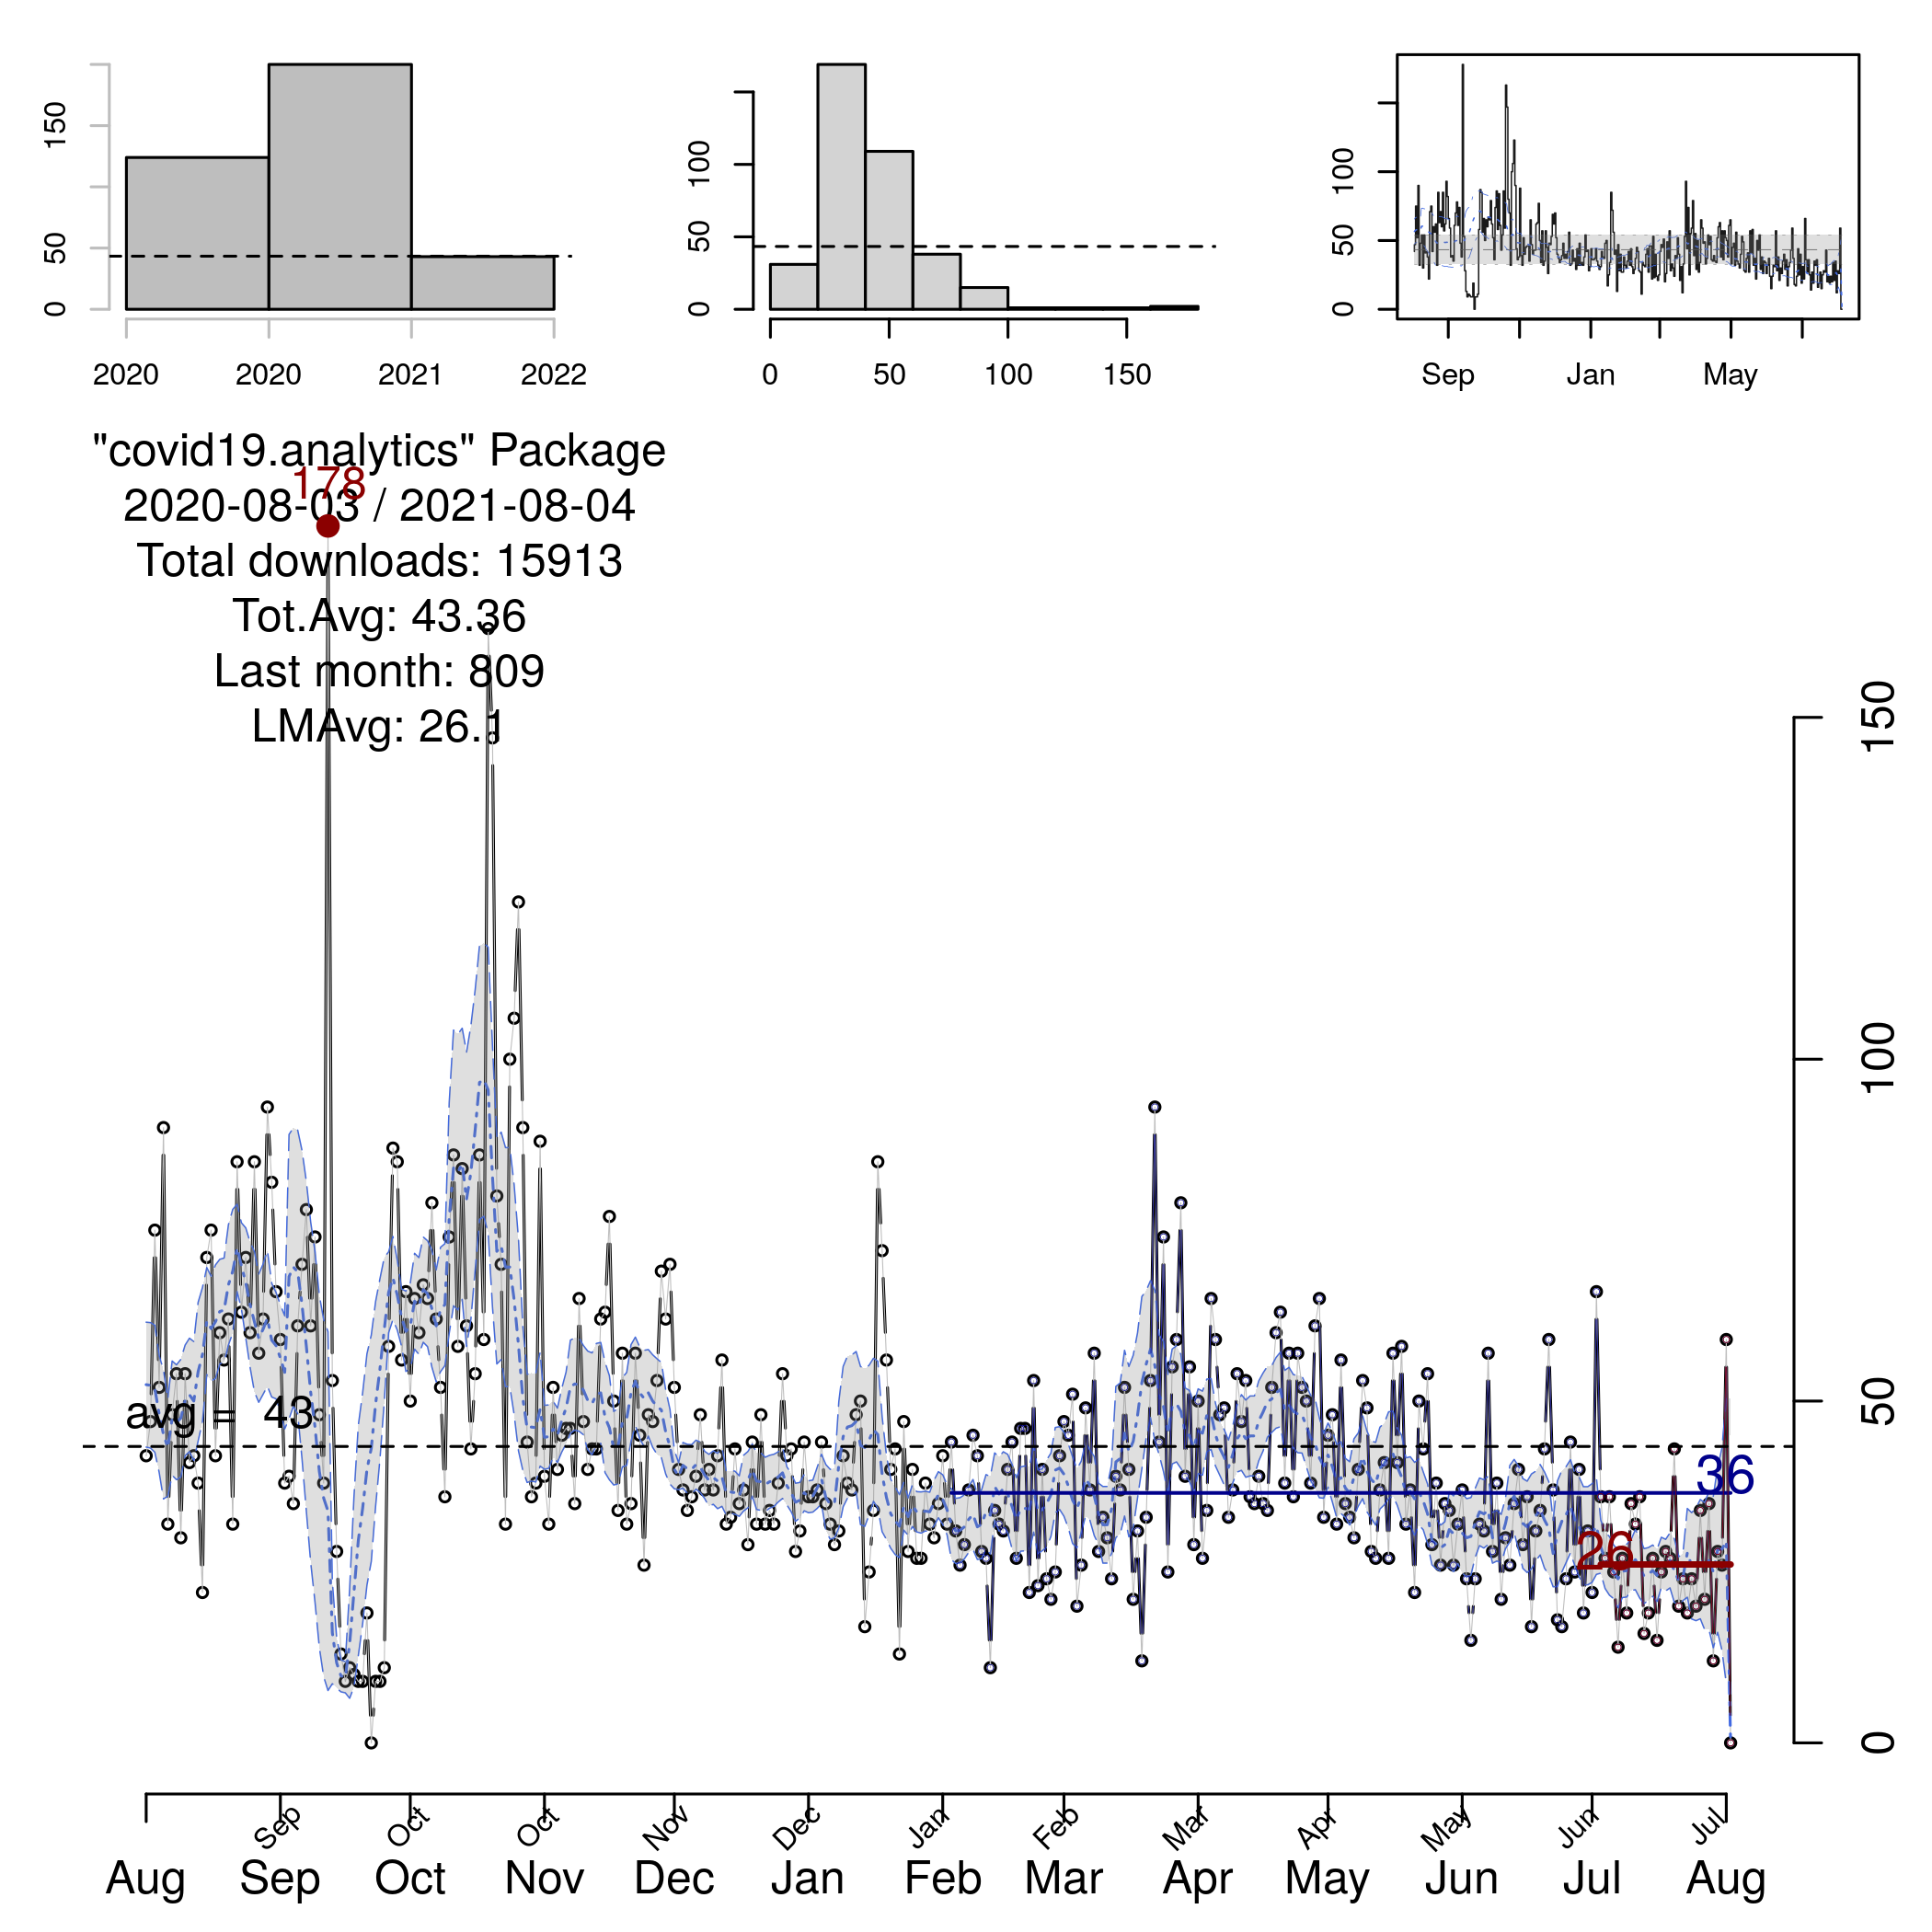 150
50
0
2020 2020 2021 2022
100
50
0
0 50 100 150
100
50
0
Sep Jan May
"covid19.analytics" Package
178
2020-08-03 / 2021-08-04
Total downloads: 15913
Tot.Avg: 43.36
Last month: 809
LMAvg: 26.1
150
100
50
0
avg = 43
36
26
Sep Oct Oct Nov Dec Jan Feb Mar Apr May Jun Jul
Aug Sep Oct Nov Dec Jan Feb Mar Apr May Jun Jul Aug